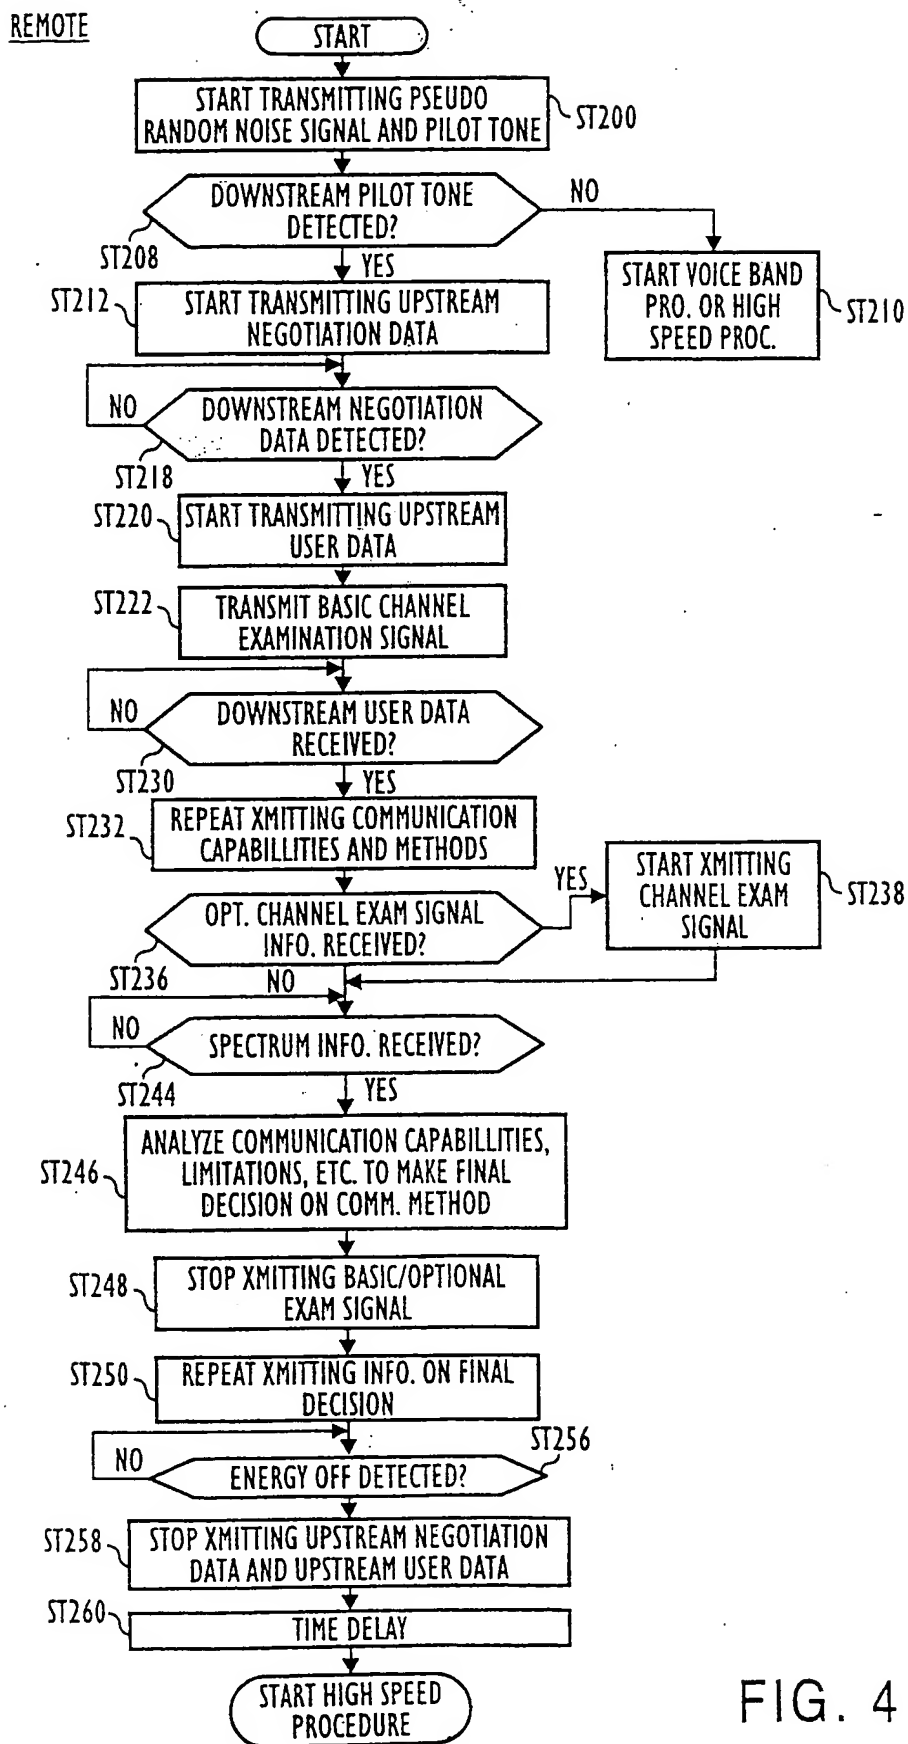 REMOTE
START
START TRANSMITTING PSEUDO
RANDOM NOISE SIGNAL AND PILOT TONE
ST200
DOWNSTREAM PILOT TONE
DETECTED?
NO
ST208
YES
START VOICE BAND
PRO. OR HIGH
SPEED PROC.
ST210
ST212
START TRANSMITTING UPSTREAM
NEGOTIATION DATA
NO
DOWNSTREAM NEGOTIATION
DATA DETECTED?
ST218
YES
ST220
START TRANSMITTING UPSTREAM
USER DATA
ST222
TRANSMIT BASIC CHANNEL
EXAMINATION SIGNAL
NO
DOWNSTREAM USER DATA
RECEIVED?
ST230
YES
ST232
REPEAT XMITTING COMMUNICATION
CAPABILLITIES AND METHODS
YES
START XMITTING
CHANNEL EXAM
SIGNAL
ST238
OPT. CHANNEL EXAM SIGNAL
INFO. RECEIVED?
ST236
NO
NO
SPECTRUM INFO. RECEIVED?
ST244
YES
ST246
ANALYZE COMMUNICATION CAPABILLITIES,
LIMITATIONS, ETC. TO MAKE FINAL
DECISION ON COMM. METHOD
ST248
STOP XMITTING BASIC/OPTIONAL
EXAM SIGNAL
ST250
REPEAT XMITTING INFO. ON FINAL
DECISION
ST256
NO
ENERGY OFF DETECTED?
ST258
STOP XMITTING UPSTREAM NEGOTIATION
DATA AND UPSTREAM USER DATA
ST260
TIME DELAY
START HIGH SPEED
PROCEDURE
FIG. 4